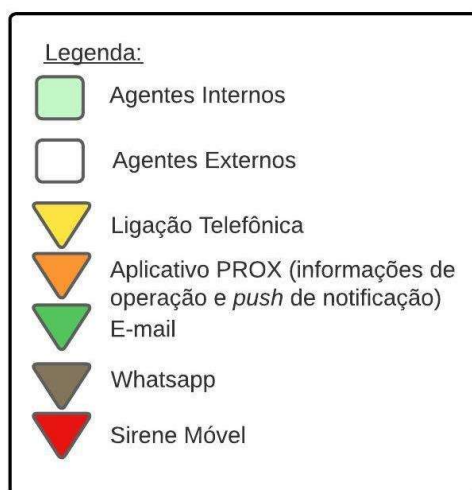 Legenda:
Agentes Internos
Agentes Externos
Ligação Telefônica
Aplicativo PROX (informações de
operação e push de notificação)
E-mail
Whatsapp
Sirene Móvel